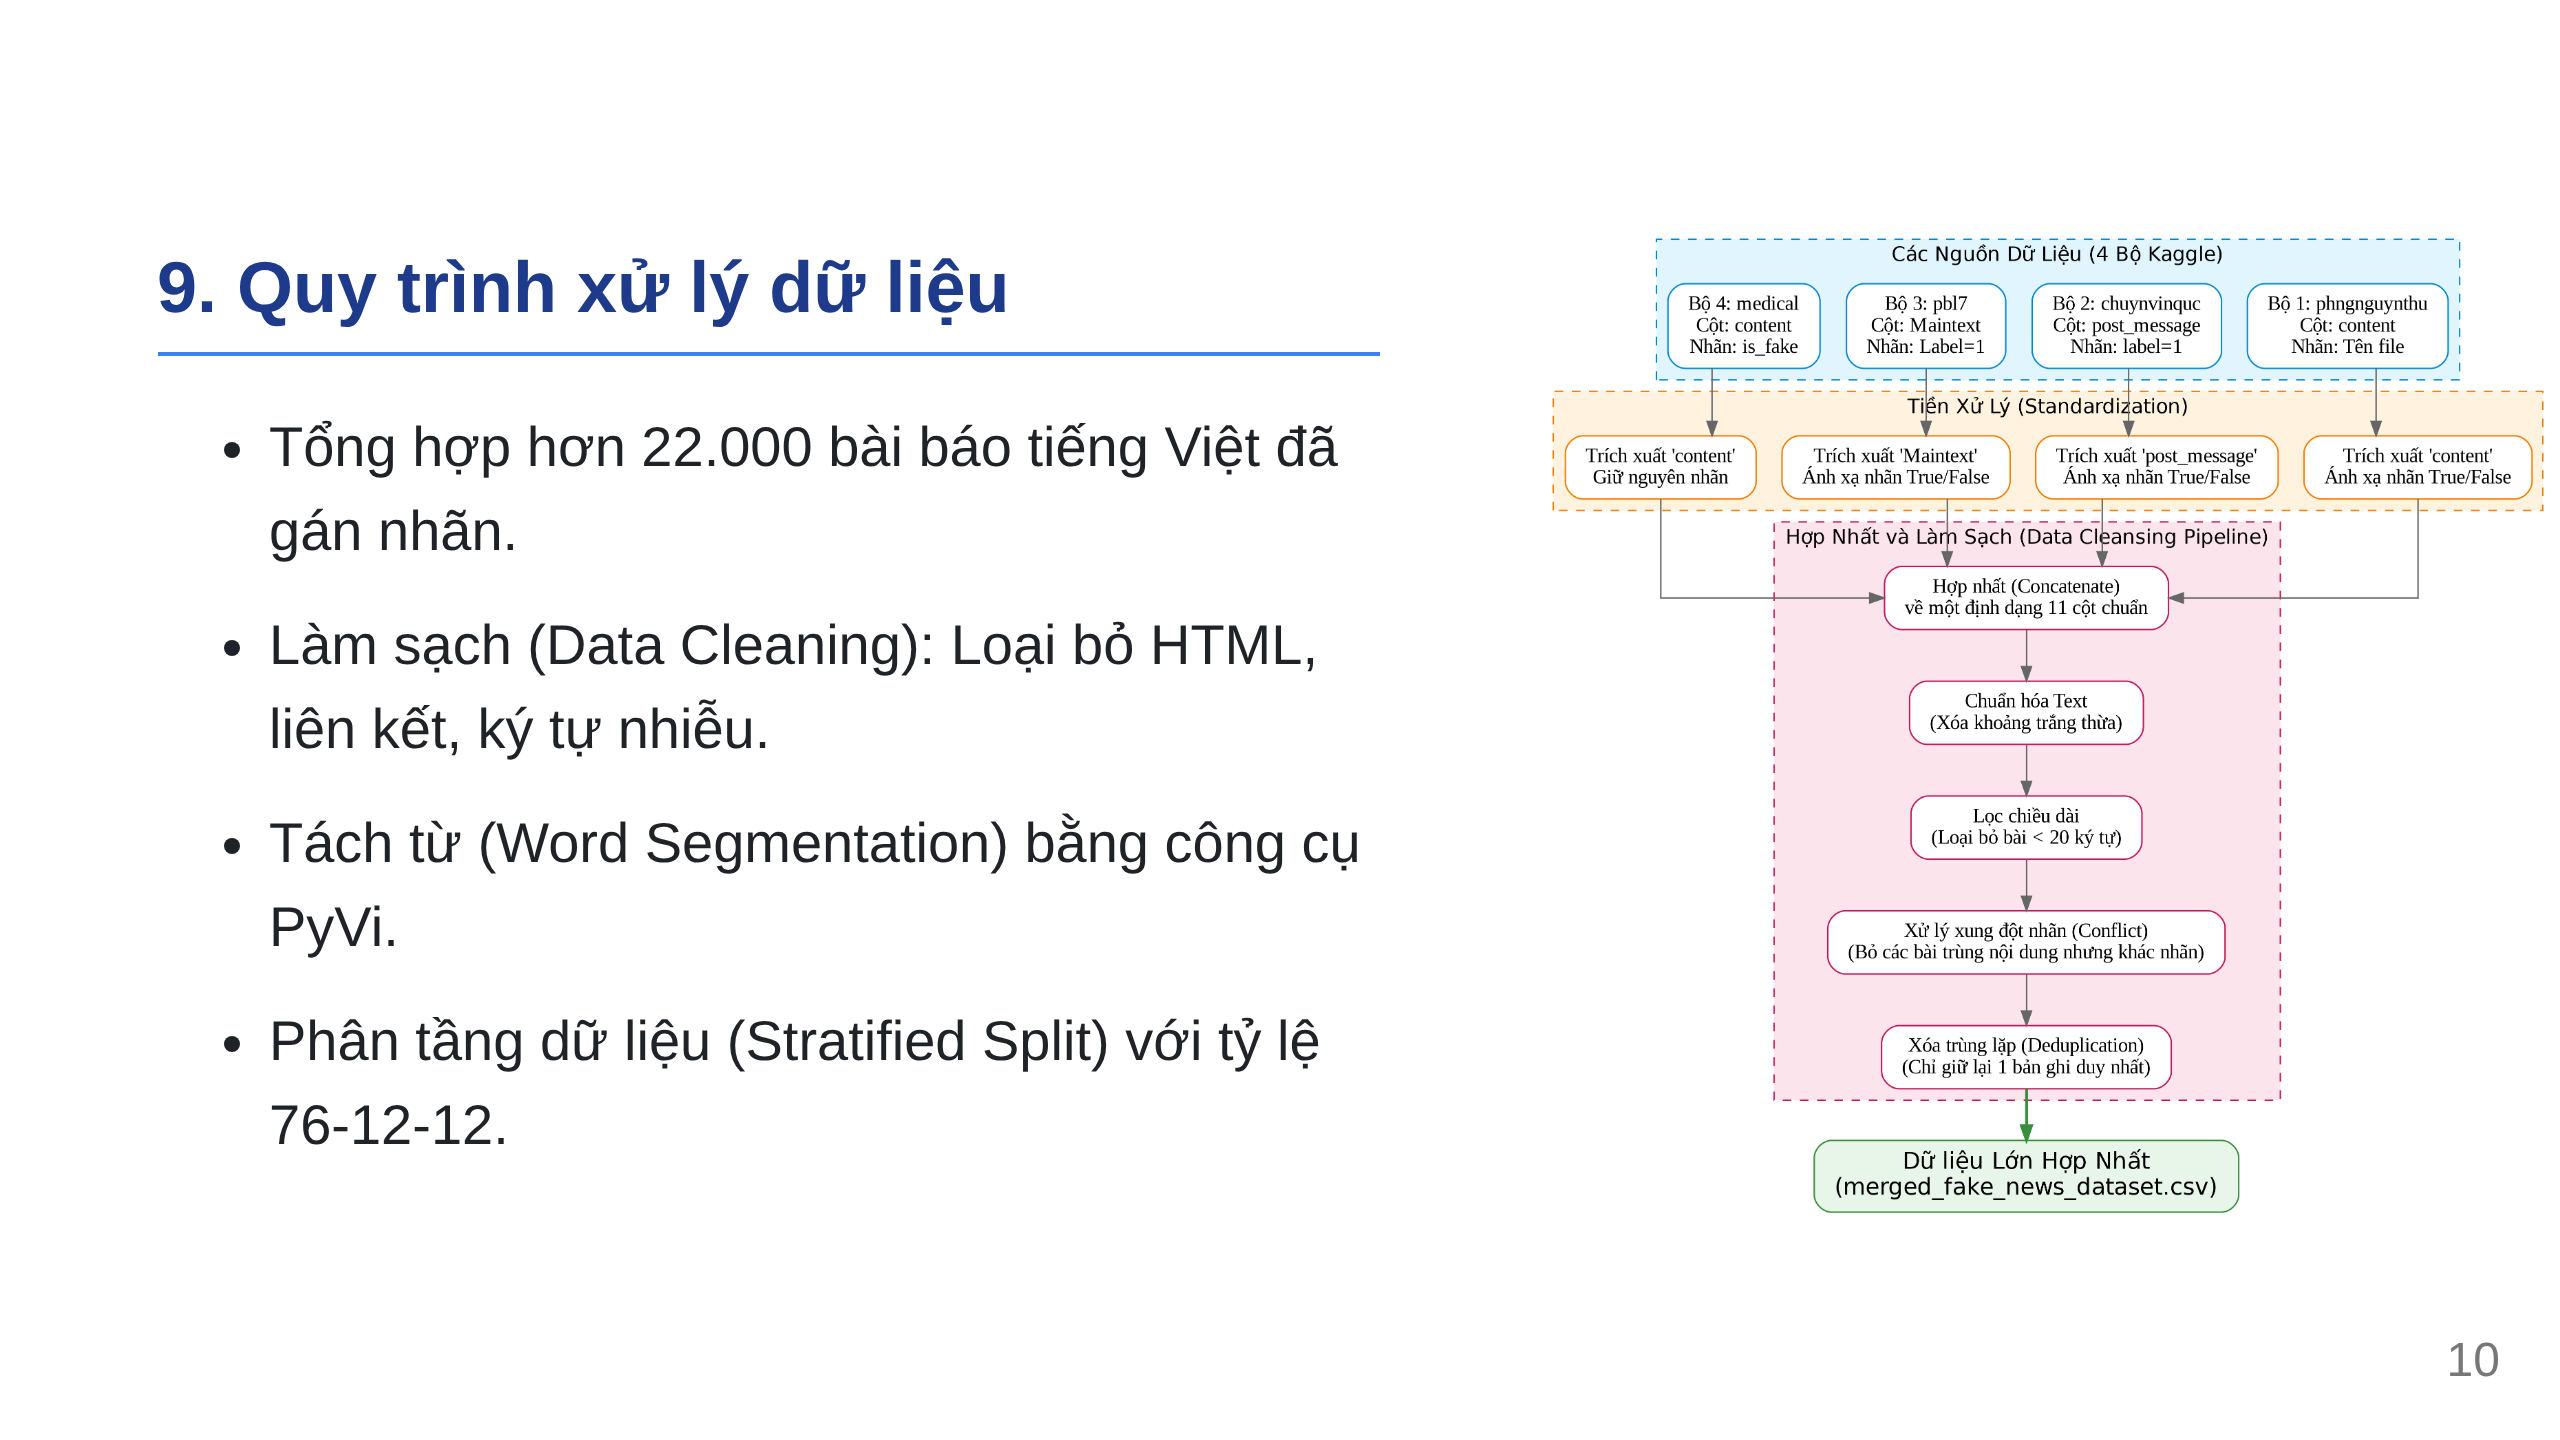 9. Quy trình xử lý dữ liệu
• Tổng hợp hơn 22.000 bài báo tiếng Việt đã
gán nhãn.
• Làm sạch (Data Cleaning): Loại bỏ HTML,
liên kết, ký tự nhiễu.
• Tách từ (Word Segmentation) bằng công cụ
PyVi.
• Phân tầng dữ liệu (Stratified Split) với tỷ lệ
76-12-12.
Các Nguồn Dữ Liệu (4 Bộ Kaggle)
Bộ 4: medical
Cột: content
Nhãn: is_fake
Bộ 3: pbl7
Cột: Maintext
Nhãn: Label=1
Bộ 2: chuynvinquc
Cột: post_message
Nhãn: label=1
Bộ 1: phngnguynthu
Cột: content
Nhãn: Tên file
Tiền Xử Lý (Standardization)
Trích xuất 'content'
Giữ nguyên nhãn
Trích xuất 'Maintext'
Ánh xạ nhãn True/False
Trích xuất 'post_message'
Ánh xạ nhãn True/False
Trích xuất 'content'
Ánh xạ nhãn True/False
Hợp Nhất và Làm Sạch (Data Cleansing Pipeline)
Hợp nhất (Concatenate)
về một định dạng 11 cột chuẩn
Chuẩn hóa Text
(Xóa khoảng trắng thừa)
Lọc chiều dài
(Loại bỏ bài < 20 ký tự)
Xử lý xung đột nhãn (Conflict)
(Bỏ các bài trùng nội dung nhưng khác nhãn)
Xóa trùng lặp (Deduplication)
(Chỉ giữ lại 1 bản ghi duy nhất)
Dữ liệu Lớn Hợp Nhất
(merged_fake_news_dataset.csv)
10